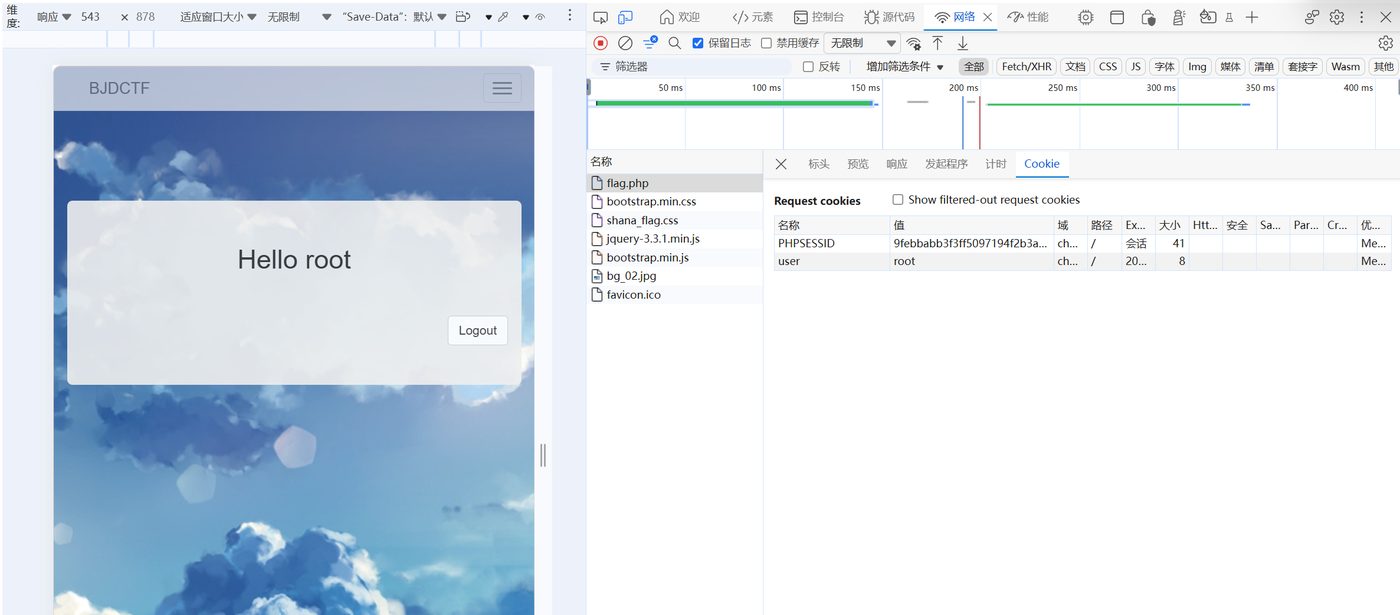 维度: 响应 543 × 878 适应窗口大小 无限制 “Save-Data”: 默认
BJDCTF
Hello root
Logout
欢迎 元素 控制台 源代码 网络 性能
保留日志 禁用缓存 无限制
筛选器 反转 增加筛选条件 全部 Fetch/XHR 文档 CSS JS 字体 Img 媒体 清单 套接字 Wasm 其他
50 ms 100 ms 150 ms 200 ms 250 ms 300 ms 350 ms 400 ms
名称
flag.php
bootstrap.min.css
shana_flag.css
jquery-3.3.1.min.js
bootstrap.min.js
bg_02.jpg
favicon.ico
标头 预览 响应 发起程序 计时 Cookie
Request cookies Show filtered-out request cookies
名称 值 域 路径 Ex... 大小 Htt... 安全 Sa... Par... Cr... 优...
PHPSESSID 9febbabb3f3ff5097194f2b3a... ch... / 会话 41 Me...
user root ch... / 20... 8 Me...